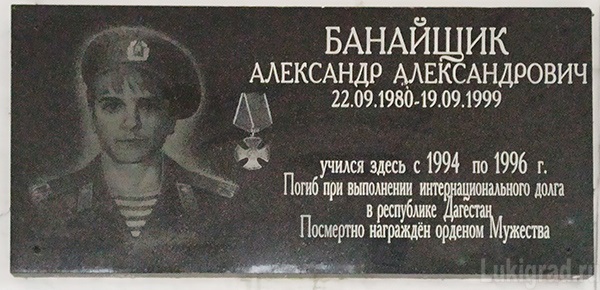 БАНАЙЩИК
АЛЕКСАНДР АЛЕКСАНДРОВИЧ
22.09.1980-19.09.1999
учился здесь с 1994 по 1996 г.
Погиб при выполнении интернационального долга
в республике Дагестан
Посмертно награждён орденом Мужества
Lukigrad.ru